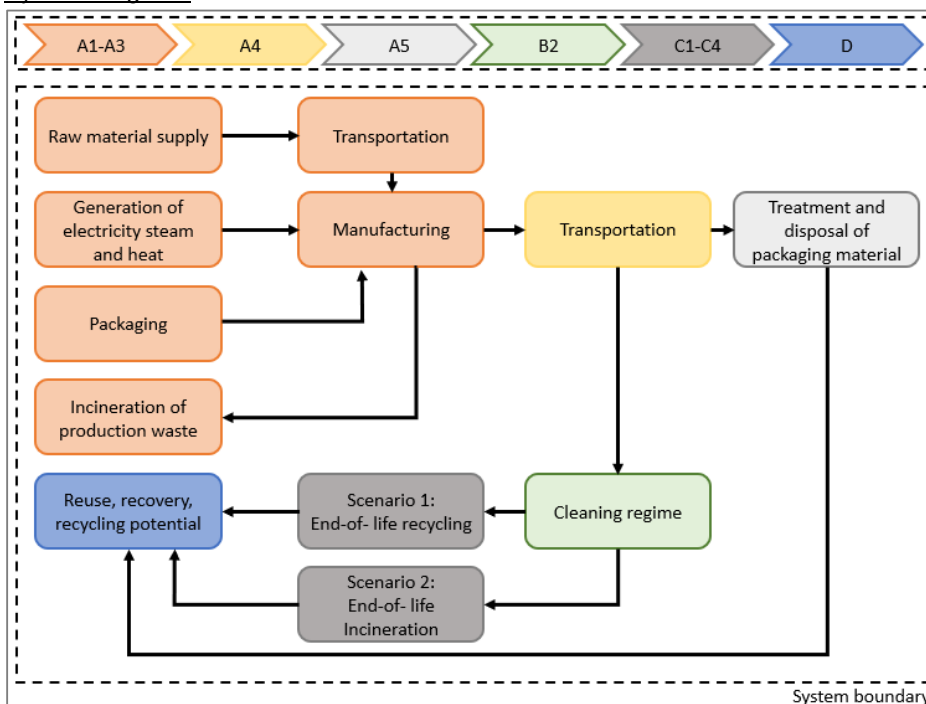 A1-A3
A4
A5
B2
C1-C4
D
Raw material supply
Transportation
Generation of
electricity steam
and heat
Manufacturing
Transportation
Treatment and
disposal of
packaging material
Packaging
Incineration of
production waste
Reuse, recovery,
recycling potential
Scenario 1:
End-of- life recycling
Cleaning regime
Scenario 2:
End-of- life
Incineration
System boundary